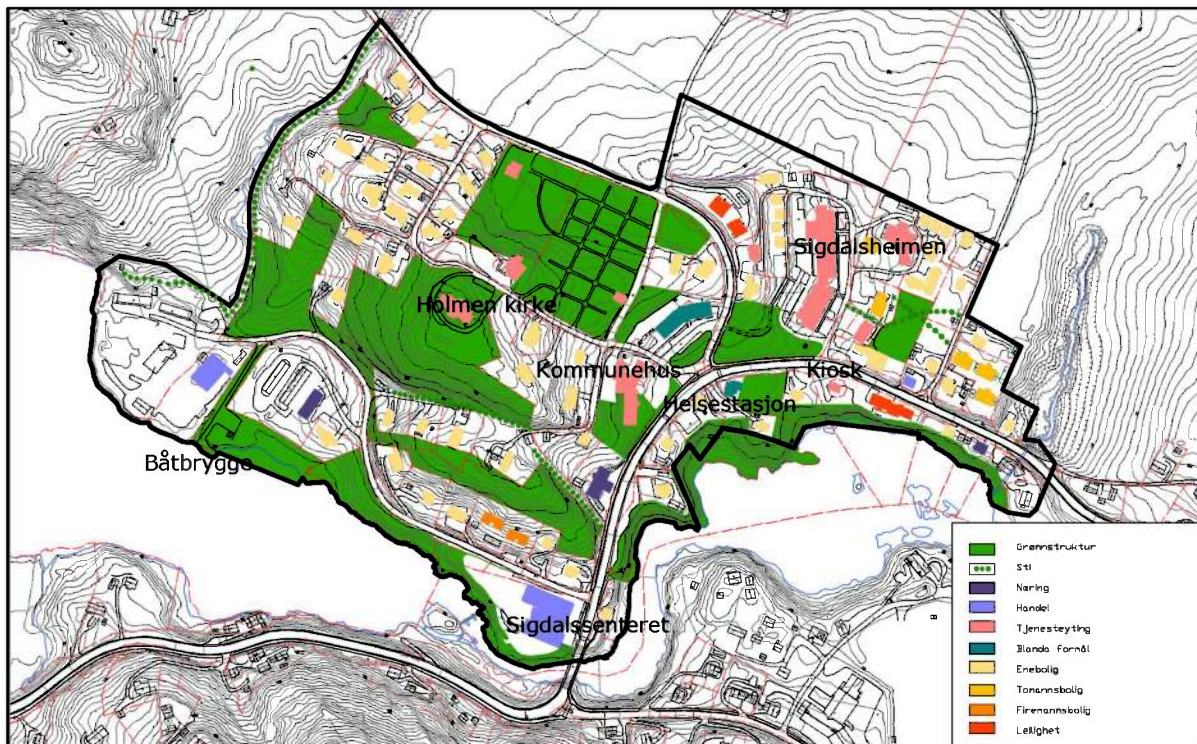 Sigdalsheimen
Holmen kirke
Kommunehus
Kiosk
Helsestasjon
Båtbrygge
Sigdalssenteret
Grønnstruktur
Sti
Næring
Handel
Tjenesteyting
Blanda formål
Enebolig
Tomannsbolig
Firemannsbolig
Leilighet